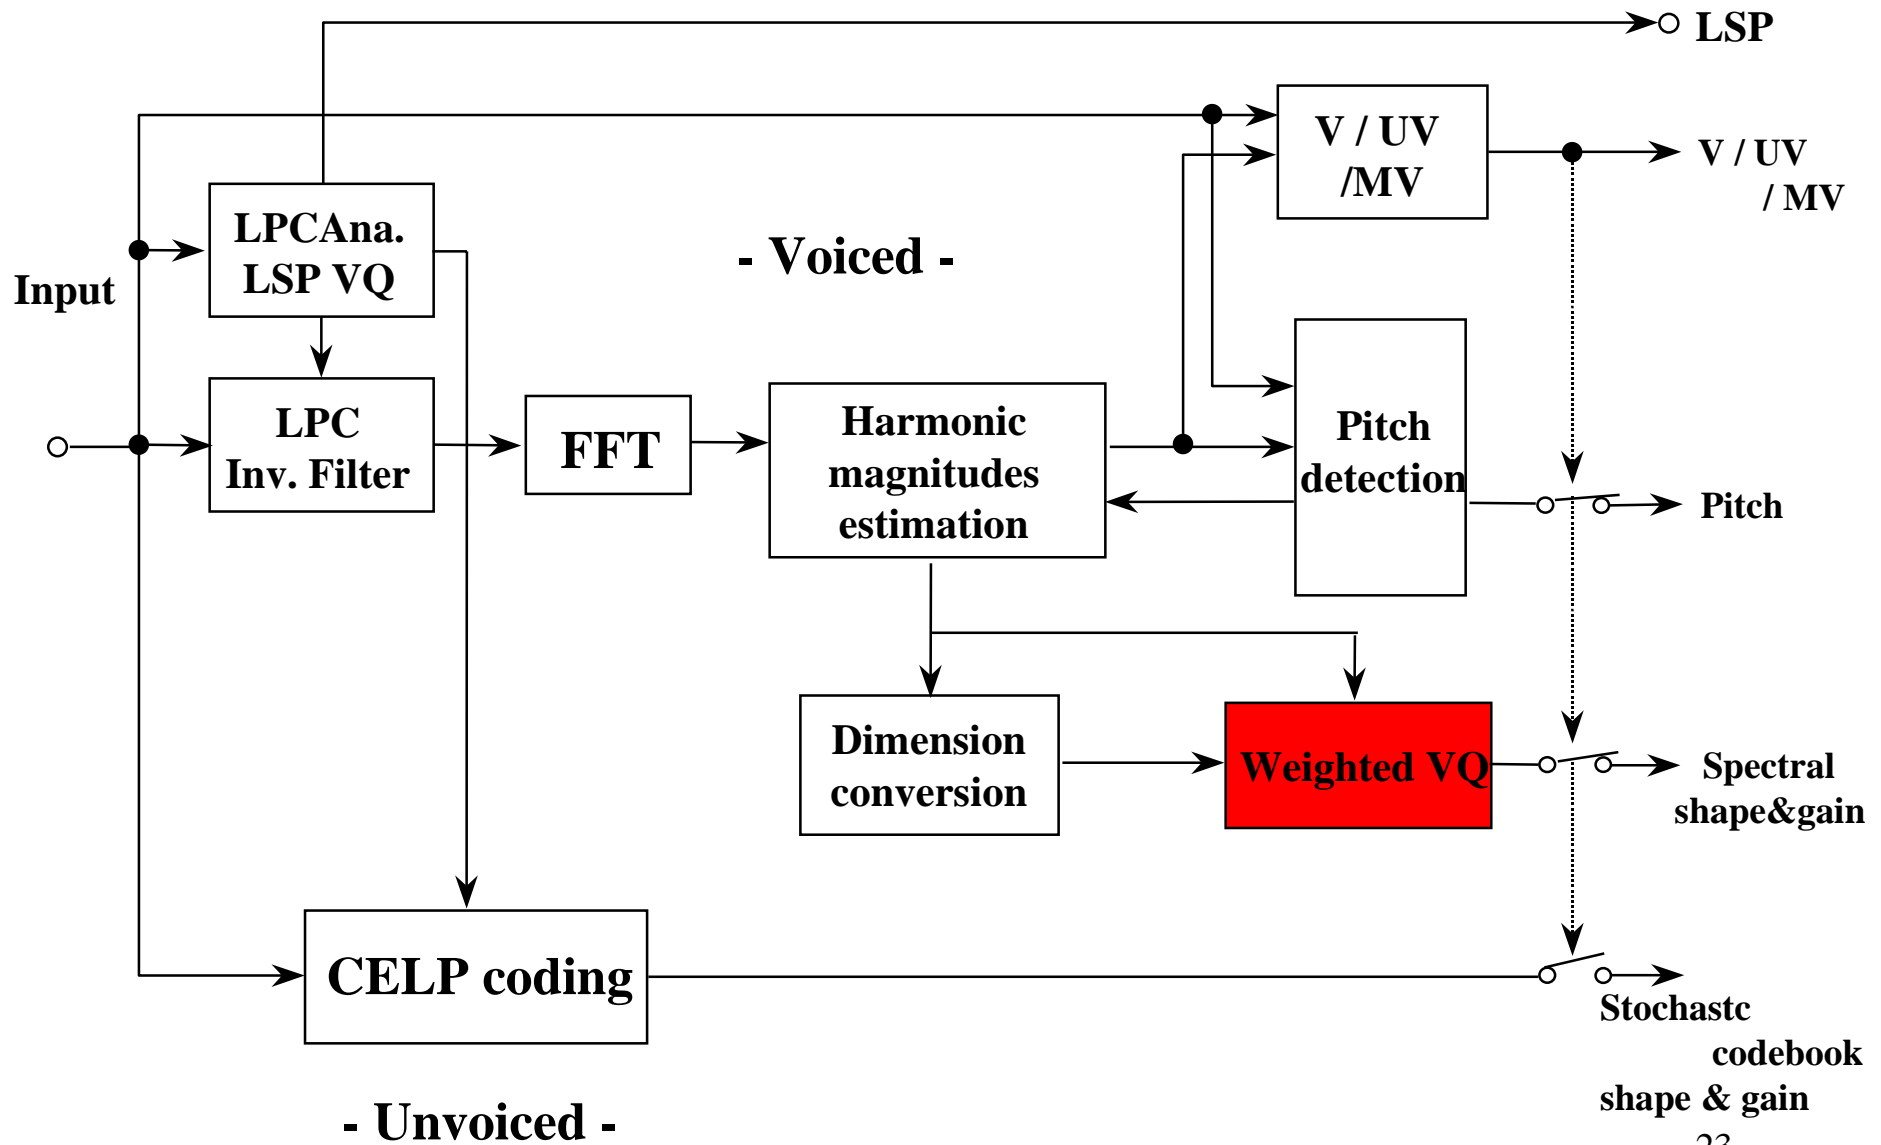 LSP
V / UV
/MV
V / UV
/ MV
LPCAna.
LSP VQ
- Voiced -
Input
LPC
Inv. Filter
FFT
Harmonic
magnitudes
estimation
Pitch
detection
Pitch
Dimension
conversion
Weighted VQ
Spectral
shape&gain
CELP coding
Stochastc
codebook
shape & gain
- Unvoiced -
23